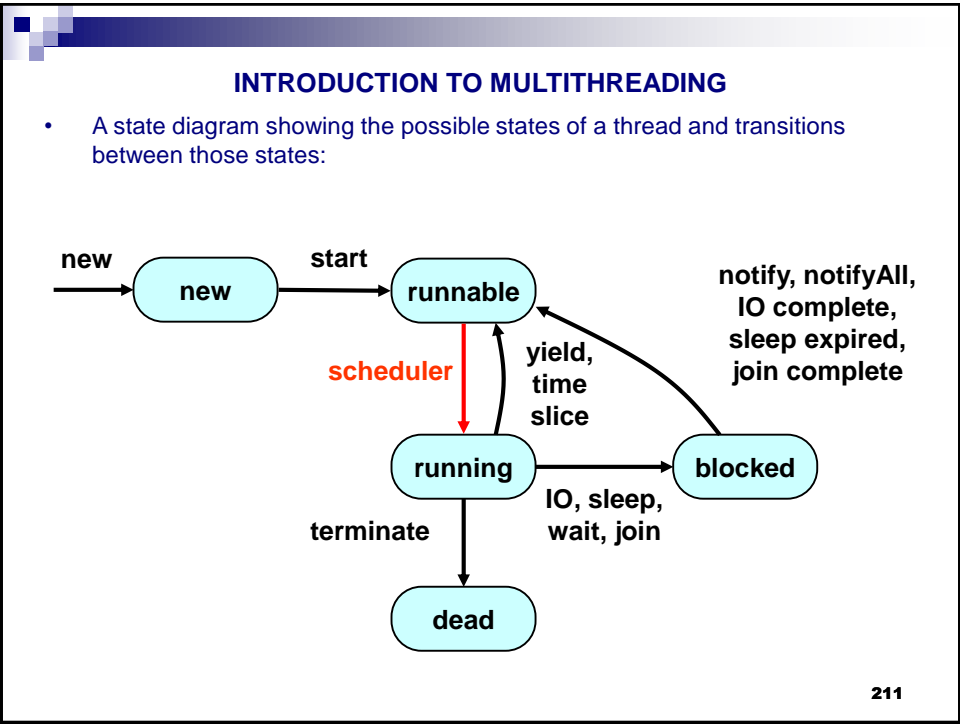 INTRODUCTION TO MULTITHREADING
• A state diagram showing the possible states of a thread and transitions
between those states:
new
start
new
runnable
notify, notifyAll,
IO complete,
sleep expired,
join complete
scheduler
yield,
time
slice
running
blocked
IO, sleep,
wait, join
terminate
dead
211